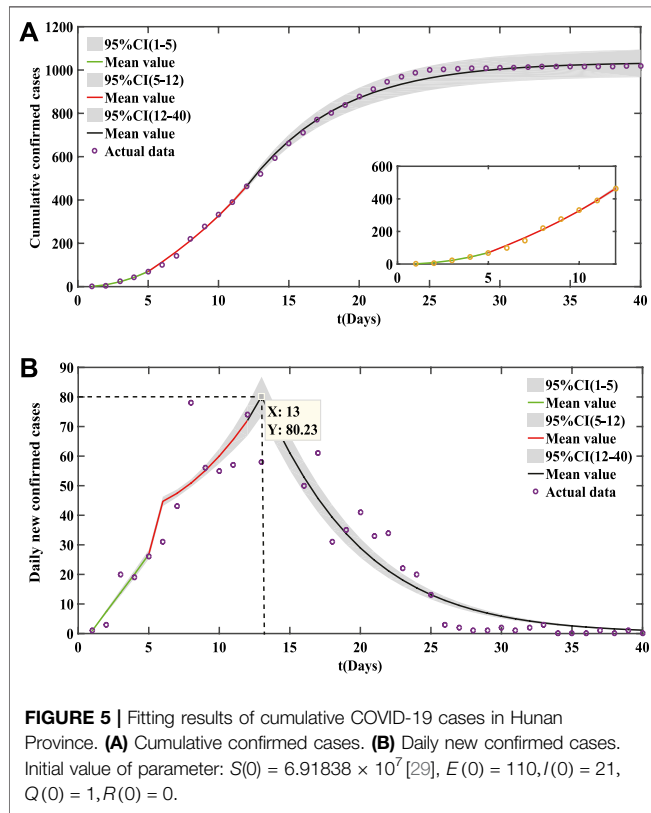 A
1200
1000
800
600
400
200
0
Cumulative confirmed cases
95%CI(1-5)
Mean value
95%CI(5-12)
Mean value
95%CI(12-40)
Mean value
Actual data
600
400
200
0
0
5
10
0
5
10
15
20
25
30
35
40
t(Days)
B
90
80
70
60
50
40
30
20
10
0
Daily new confirmed cases
X: 13
Y: 80.23
95%CI(1-5)
Mean value
95%CI(5-12)
Mean value
95%CI(12-40)
Mean value
Actual data
0
5
10
15
20
25
30
35
40
t(Days)
FIGURE 5 | Fitting results of cumulative COVID-19 cases in Hunan
Province. (A) Cumulative confirmed cases. (B) Daily new confirmed cases.
Initial value of parameter: S(0) = 6.91838 × 10⁷ [29], E(0) = 110, I(0) = 21,
Q(0) = 1, R(0) = 0.